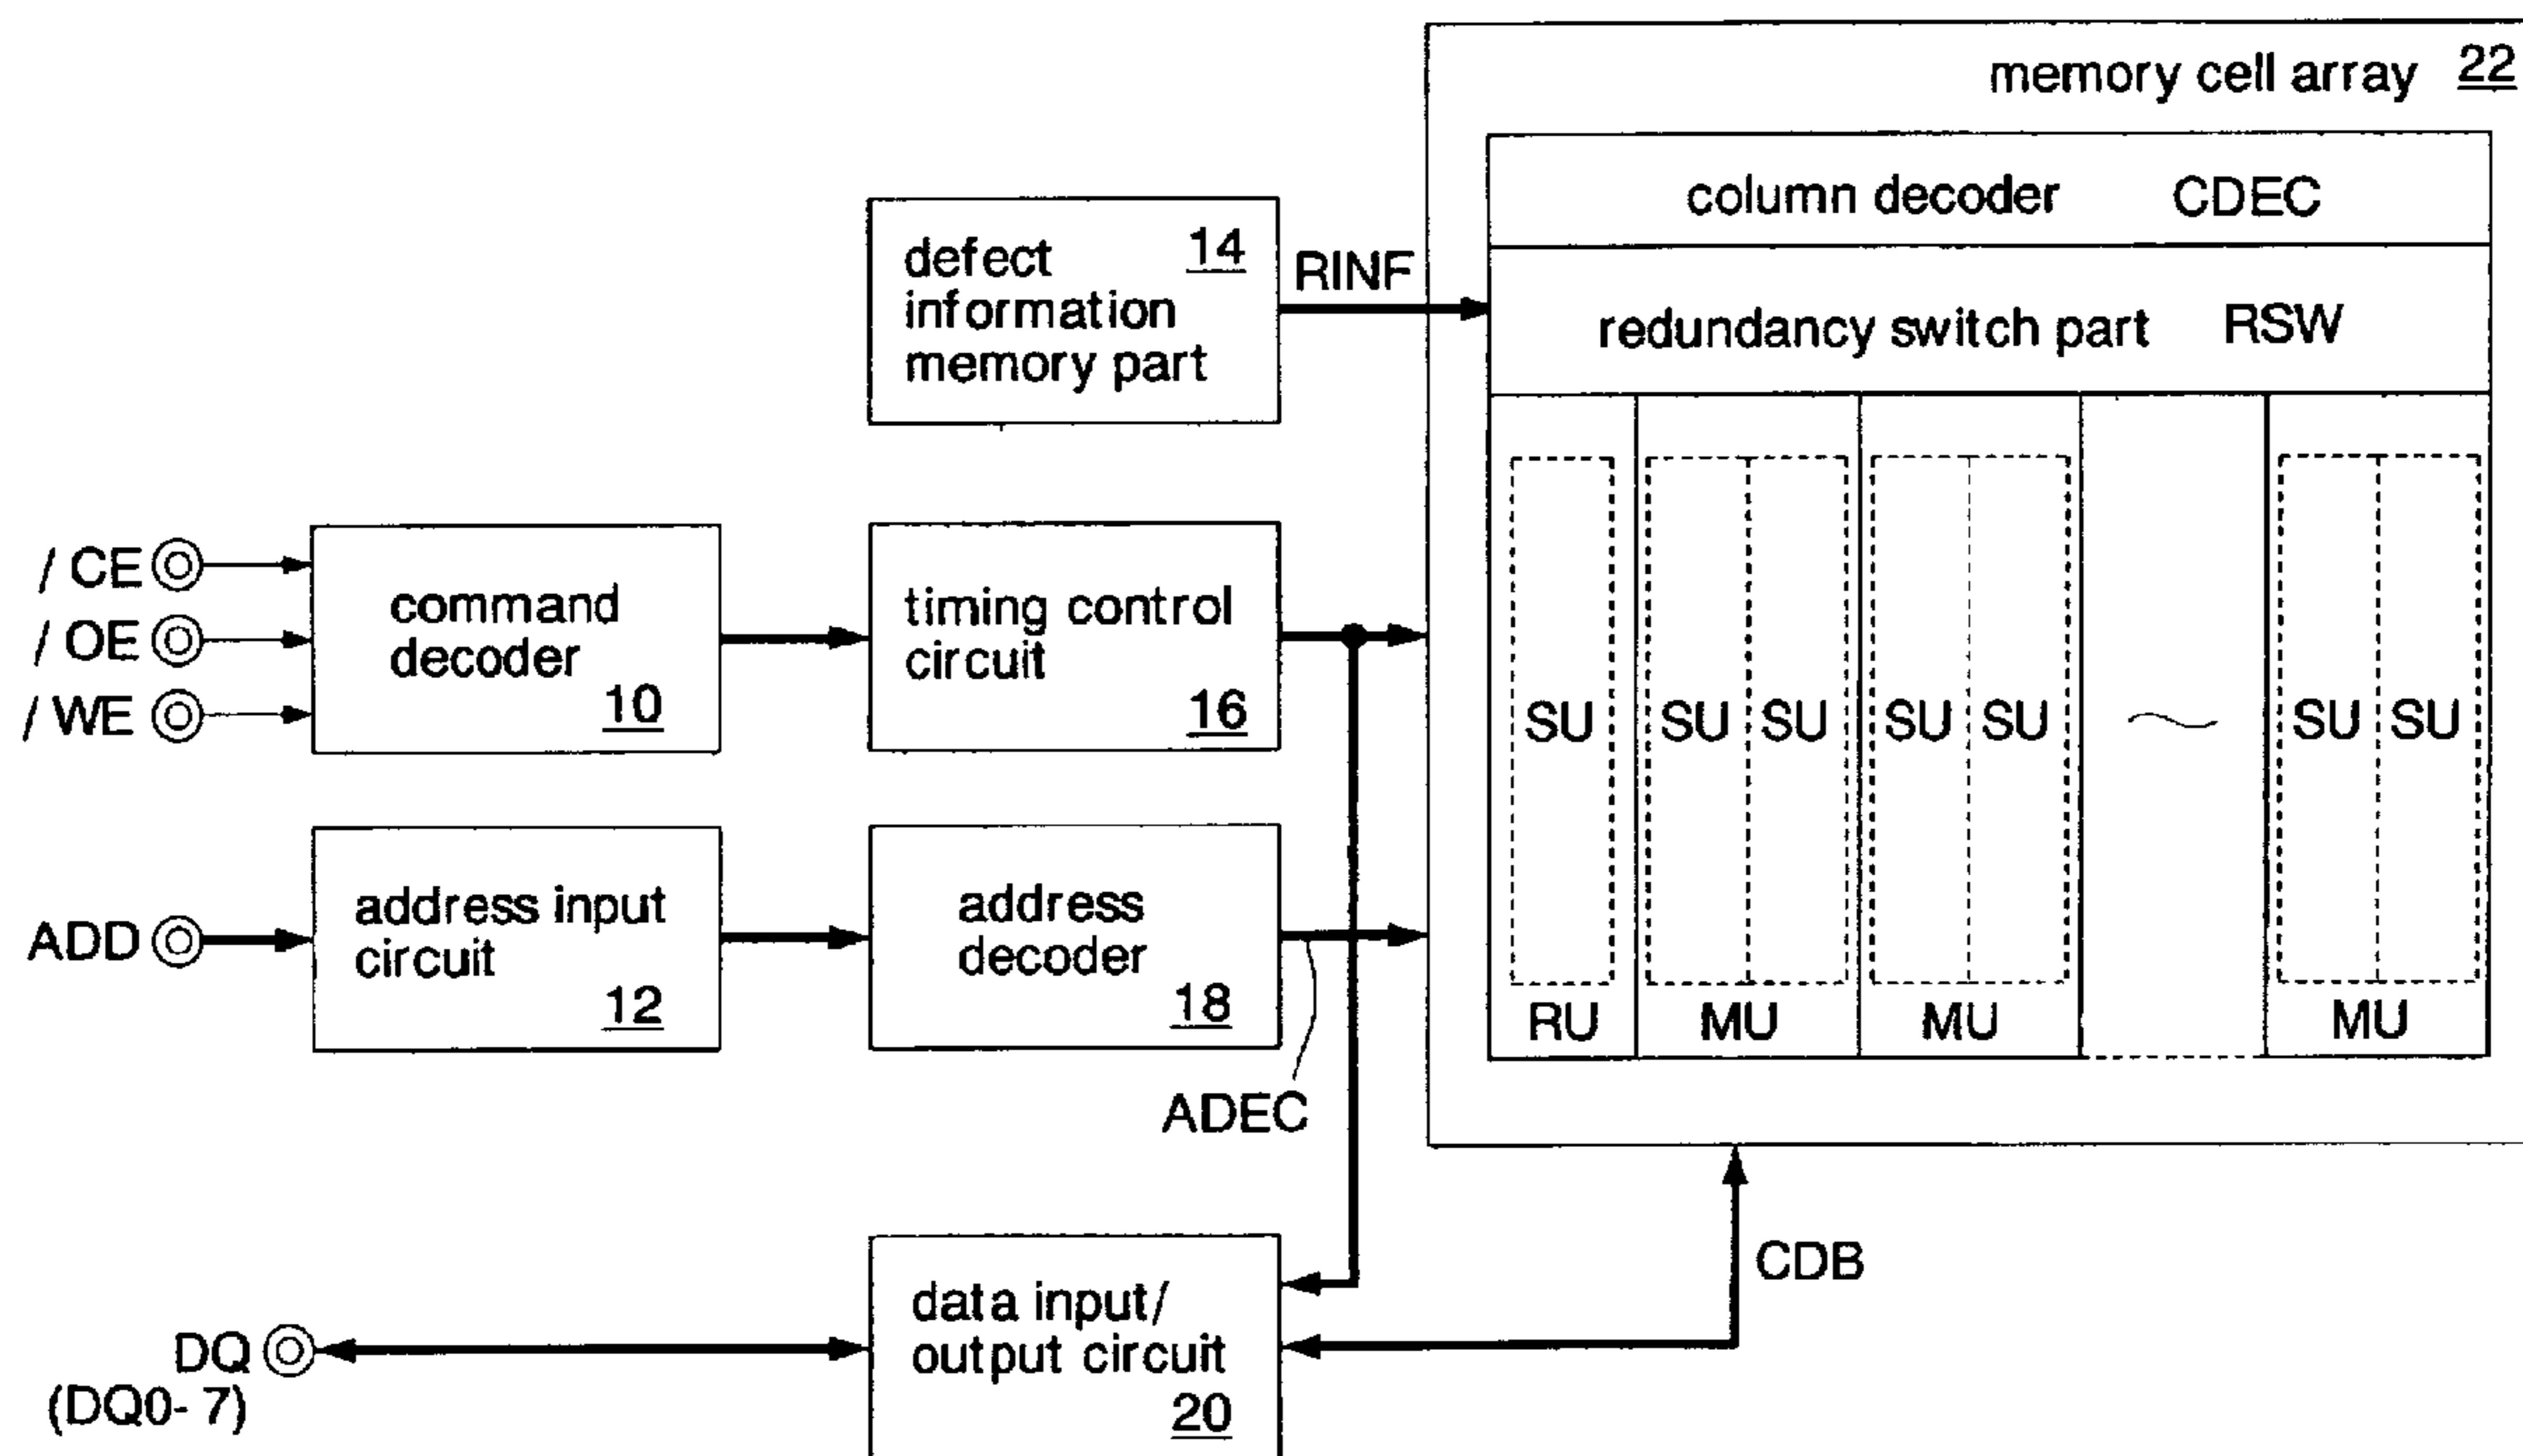 memory cell array 22
column decoder CDEC
defect 14
information
memory part
RINF
redundancy switch part RSW
/ CE
/ OE
/ WE
command
decoder
10
timing control
circuit
16
SU SU SU SU SU ~ SU SU
ADD
address input
circuit
12
address
decoder
18
RU MU MU MU
ADEC
CDB
data input/
output circuit
20
DQ
(DQ0- 7)